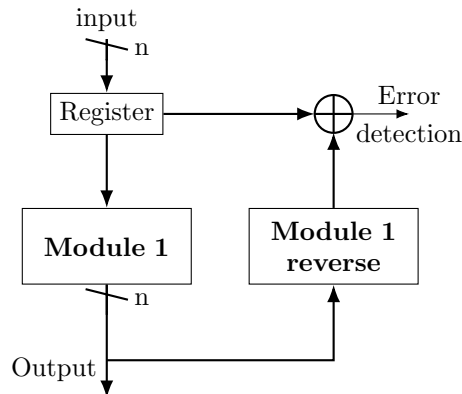 input
n
Register
Error
detection
Module 1
Module 1
reverse
n
Output